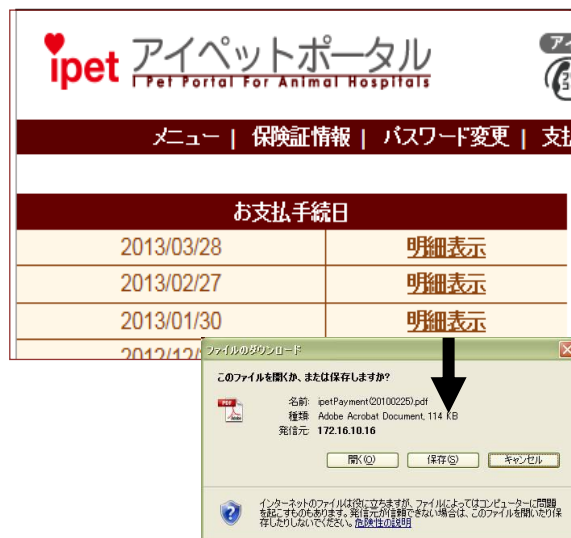 ipet アイペットポータル
I Pet Portal For Animal Hospitals
メニュー | 保険証情報 | パスワード変更 |
お支払手続日
2013/03/28 明細表示
2013/02/27 明細表示
2013/01/30 明細表示
ファイルのダウンロード
このファイルを開くか、または保存しますか?
名前: ipetPayment(20100225).pdf
種類: Adobe Acrobat Document, 114 KB
発信元: 172.16.10.16
開く(O) 保存(S) キャンセル
インターネットのファイルは役に立ちますが、ファイルによってはコンピューターに問題
を起こすものもあります。発信元が信頼できない場合は、このファイルを開いたり保
存したりしないでください。危険性の説明